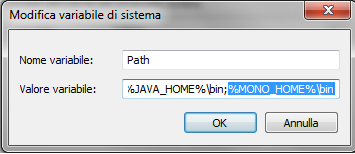 Modifica variabile di sistema
Nome variabile: Path
Valore variabile: %JAVA_HOME%\bin;%MONO_HOME%\bin
OK Annulla